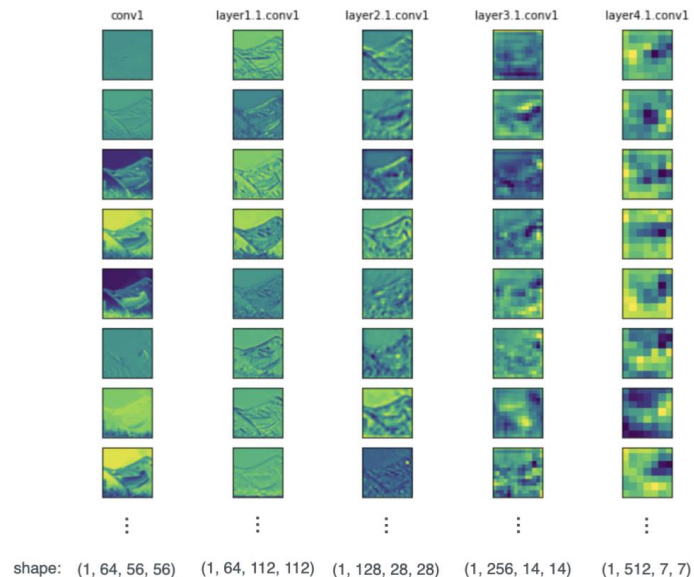 conv1 layer1.1.conv1 layer2.1.conv1 layer3.1.conv1 layer4.1.conv1
shape: (1, 64, 56, 56) (1, 64, 112, 112) (1, 128, 28, 28) (1, 256, 14, 14) (1, 512, 7, 7)